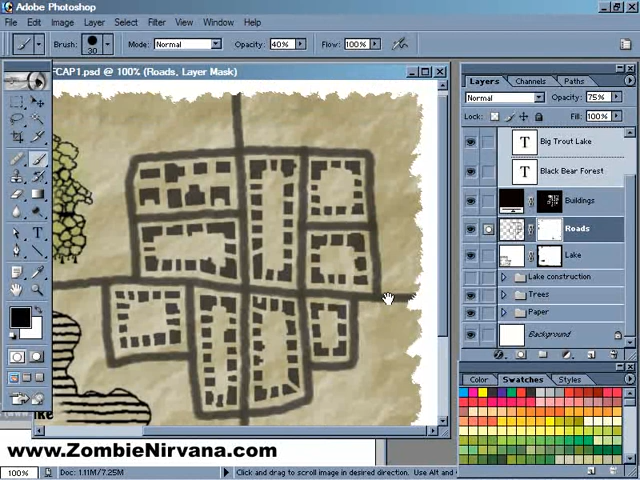 Adobe Photoshop
File Edit Image Layer Select Filter View Window Help
Brush: 30 Mode: Normal Opacity: 40% Flow: 100%
CAP1.psd @ 100% (Roads, Layer Mask)
Layers Channels Paths
Normal Opacity: 75%
Lock: Fill: 100%
T Big Trout Lake
T Black Bear Forest
Buildings
Roads
Lake
Lake construction
Trees
Paper
Background
Color Swatches Styles
like
www.ZombieNirvana.com
100% Doc: 1.11M/7.25M Click and drag to scroll image in desired direction. Use Alt and